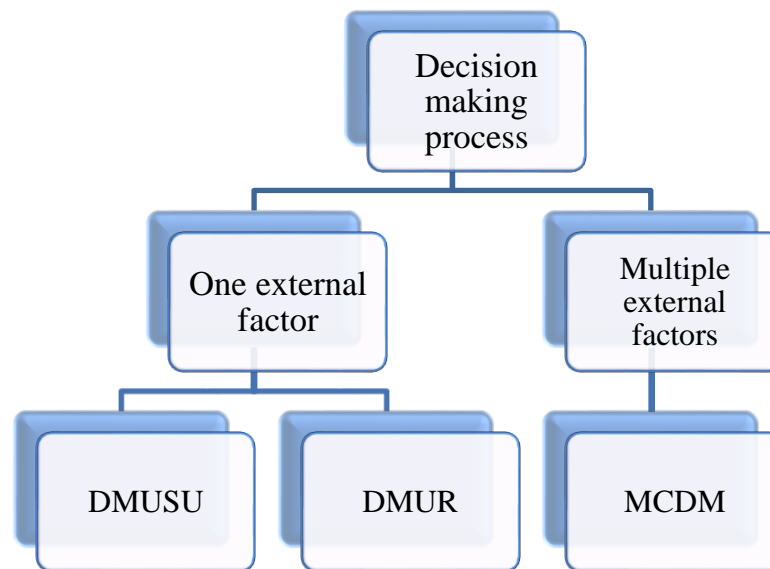 Decision
making
process
One external
factor
Multiple
external
factors
DMUSU
DMUR
MCDM